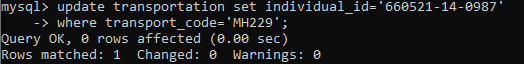 mysql> update transportation set individual_id='660521-14-0987'
-> where transport_code='MH229';
Query OK, 0 rows affected (0.00 sec)
Rows matched: 1  Changed: 0  Warnings: 0